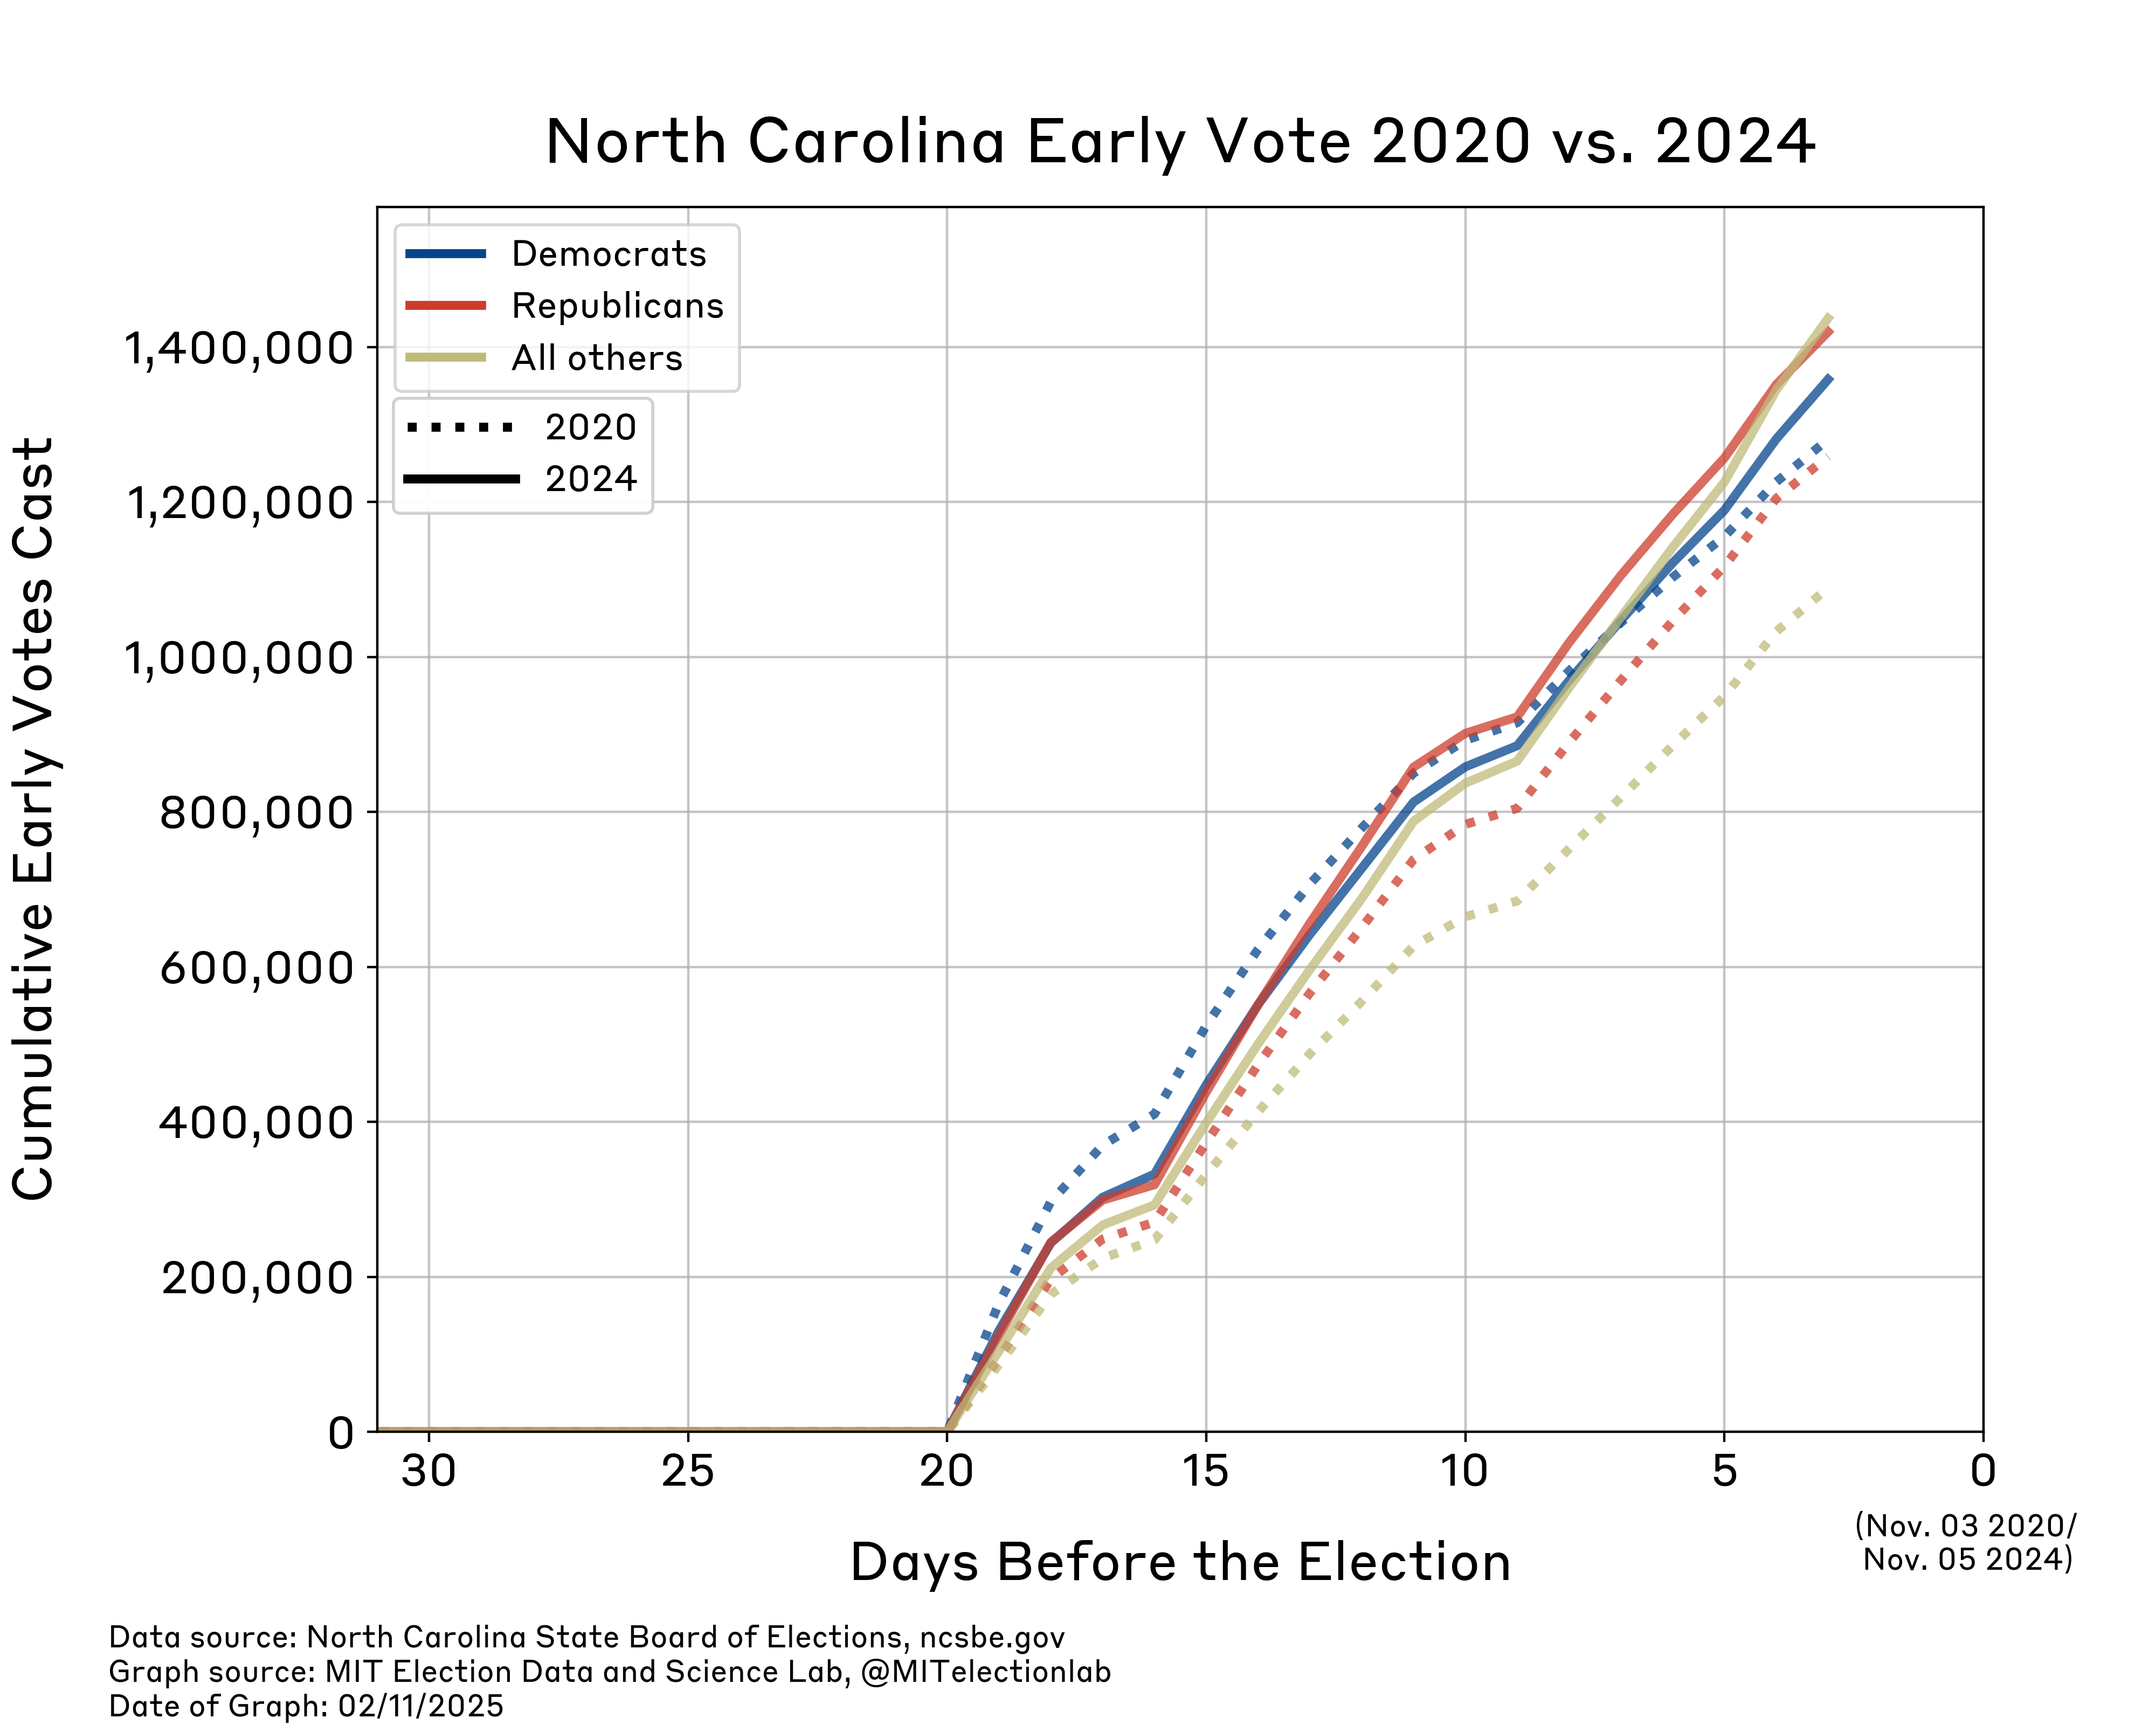 North Carolina Early Vote 2020 vs. 2024
Democrats
Republicans
All others
2020
2024
Cumulative Early Votes Cast
1,400,000
1,200,000
1,000,000
800,000
600,000
400,000
200,000
0
30 25 20 15 10 5 0
(Nov. 03 2020/
Nov. 05 2024)
Days Before the Election
Data source: North Carolina State Board of Elections, ncsbe.gov
Graph source: MIT Election Data and Science Lab, @MITelectionlab
Date of Graph: 02/11/2025